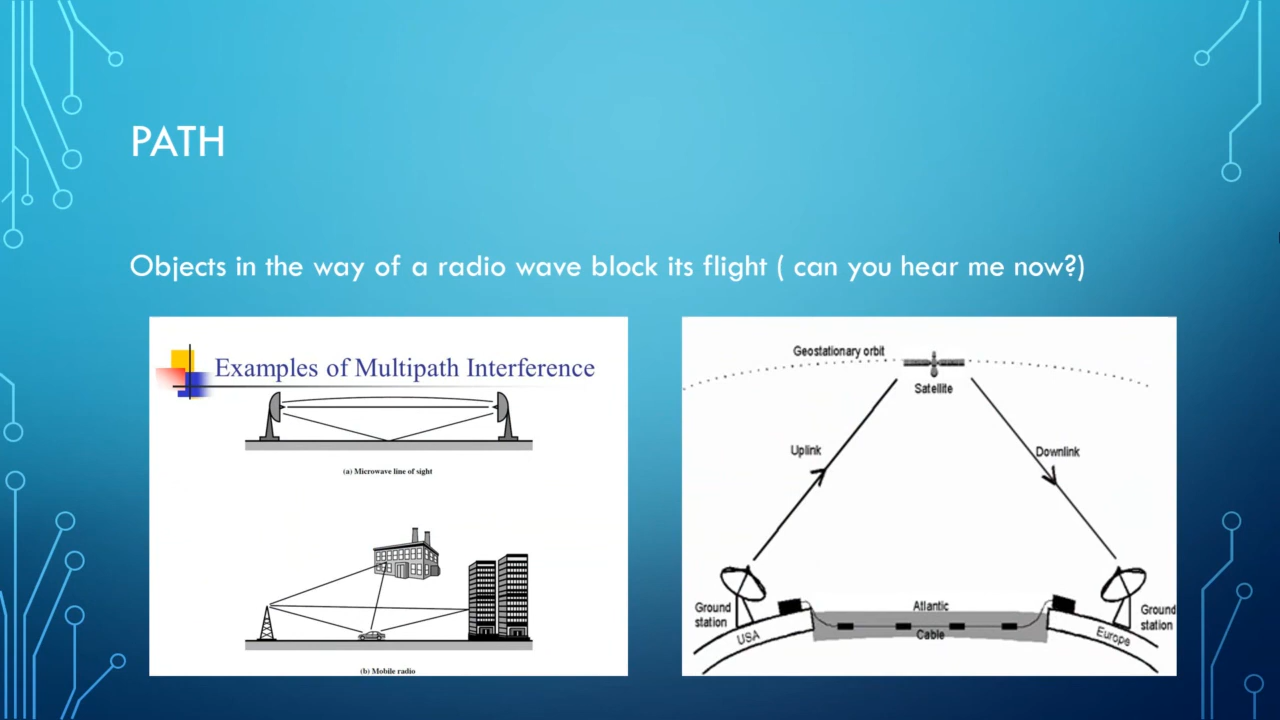 PATH
Objects in the way of a radio wave block its flight ( can you hear me now?)
Examples of Multipath Interference
(a) Microwave line of sight
(b) Mobile radio
Geostationary orbit
Satellite
Uplink
Downlink
Ground
station
USA
Atlantic
Cable
Europe
Ground
station